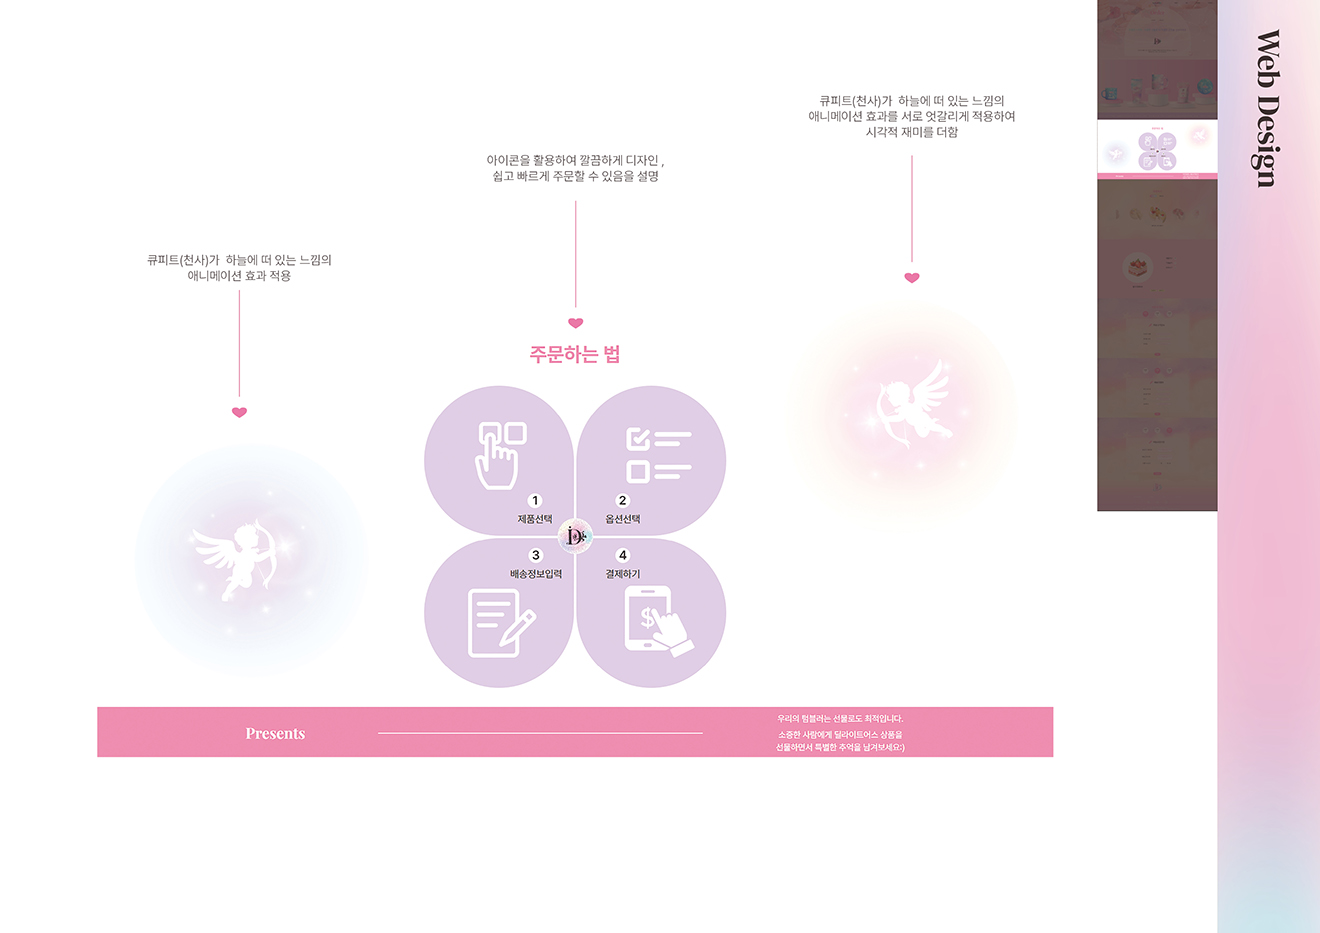 Web Design
큐피트(천사)가 하늘에 떠 있는 느낌의
애니메이션 효과를 서로 엇갈리게 적용하여
시각적 재미를 더함
아이콘을 활용하여 깔끔하게 디자인 ,
쉽고 빠르게 주문할 수 있음을 설명
큐피트(천사)가 하늘에 떠 있는 느낌의
애니메이션 효과 적용
주문하는 법
1
제품선택
2
옵션선택
3
배송정보입력
4
결제하기
$
Presents
우리의 텀블러는 선물로도 최적입니다.
소중한 사람에게 딜라이트어스 상품을
선물하면서 특별한 추억을 남겨보세요:)